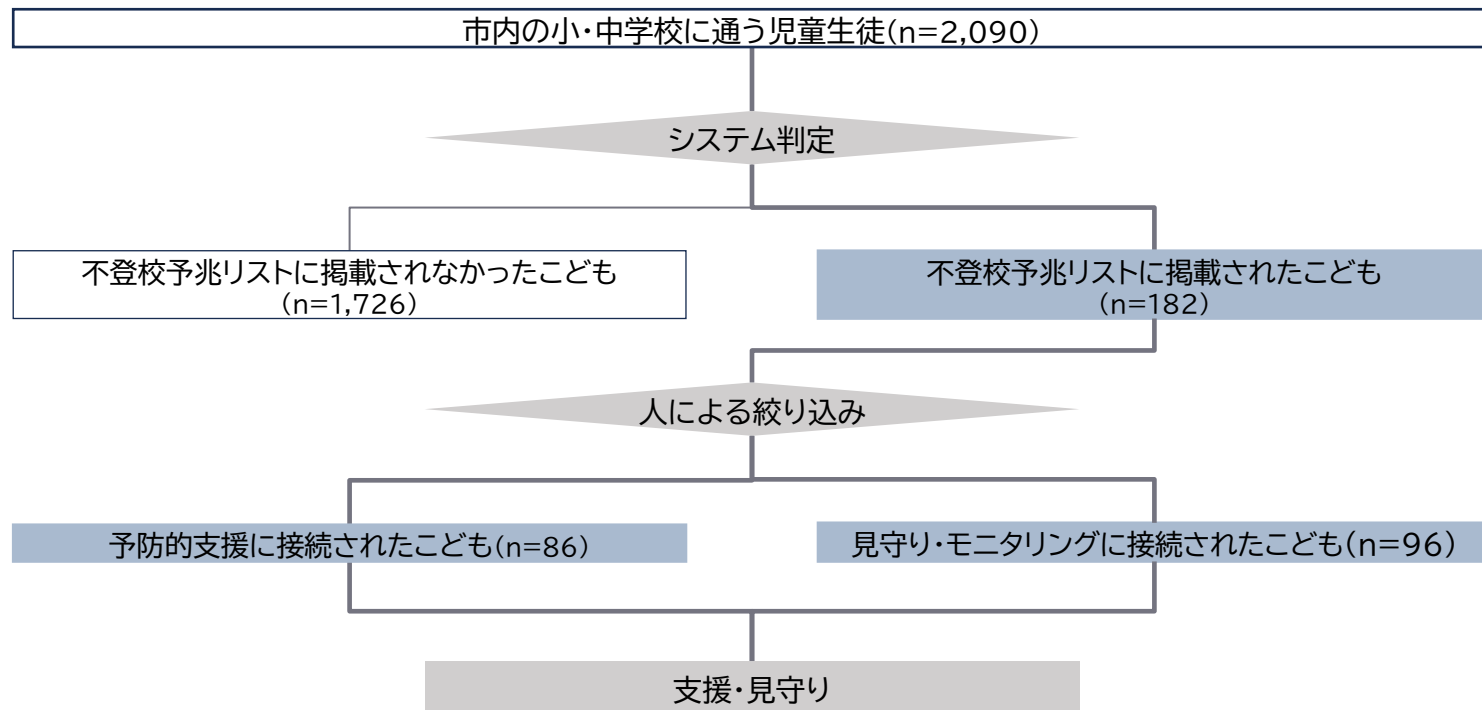 市内の小・中学校に通う児童生徒(n=2,090)
システム判定
不登校予兆リストに掲載されなかったこども
(n=1,726)
不登校予兆リストに掲載されたこども
(n=182)
人による絞り込み
予防的支援に接続されたこども(n=86)
見守り・モニタリングに接続されたこども(n=96)
支援・見守り